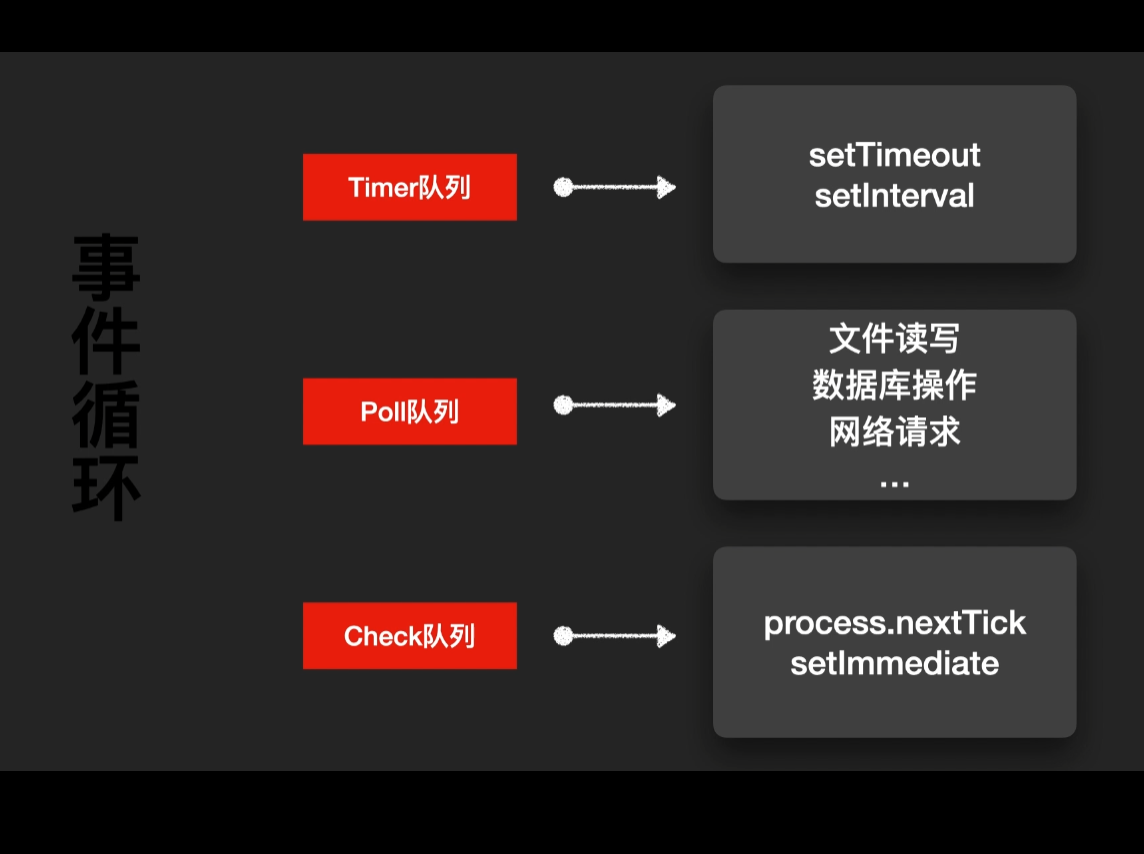 事件循环
Timer队列
setTimeout
setInterval
Poll队列
文件读写
数据库操作
网络请求
...
Check队列
process.nextTick
setImmediate